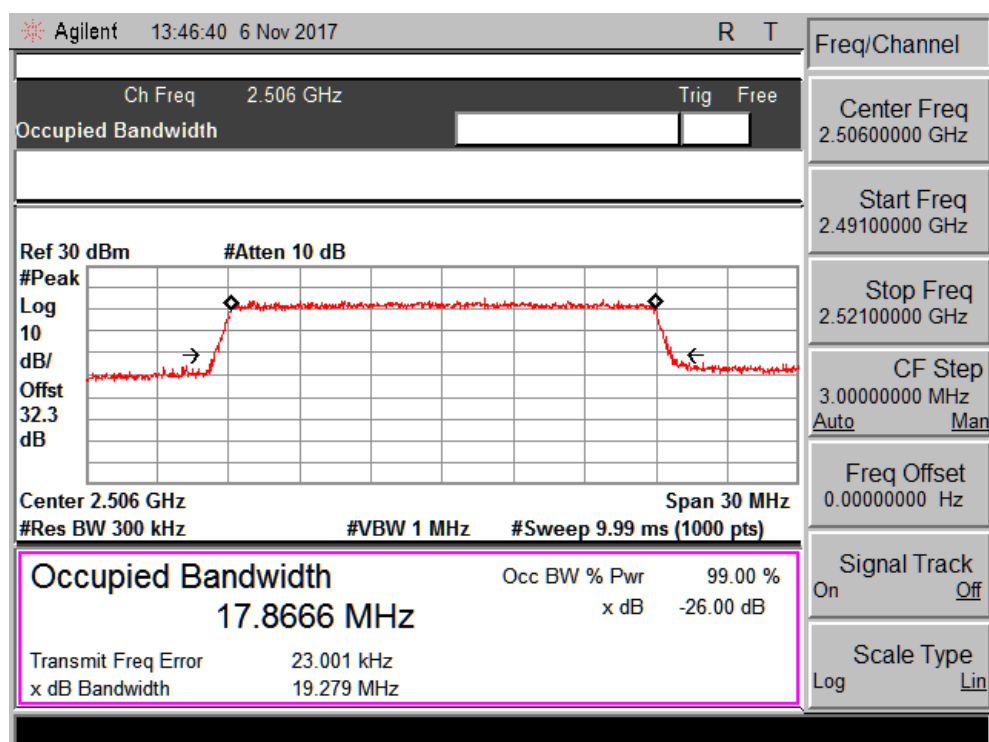 Agilent 13:46:40 6 Nov 2017 R T
Freq/Channel
Ch Freq 2.506 GHz Trig Free
Occupied Bandwidth
Center Freq
2.50600000 GHz
Start Freq
2.49100000 GHz
Stop Freq
2.52100000 GHz
CF Step
3.00000000 MHz
Auto Man
Freq Offset
0.00000000 Hz
Signal Track
On Off
Scale Type
Log Lin
Ref 30 dBm #Atten 10 dB
#Peak
Log
10
dB/
Offst
32.3
dB
Center 2.506 GHz Span 30 MHz
#Res BW 300 kHz #VBW 1 MHz #Sweep 9.99 ms (1000 pts)
Occupied Bandwidth Occ BW % Pwr 99.00 %
17.8666 MHz x dB -26.00 dB
Transmit Freq Error 23.001 kHz
x dB Bandwidth 19.279 MHz